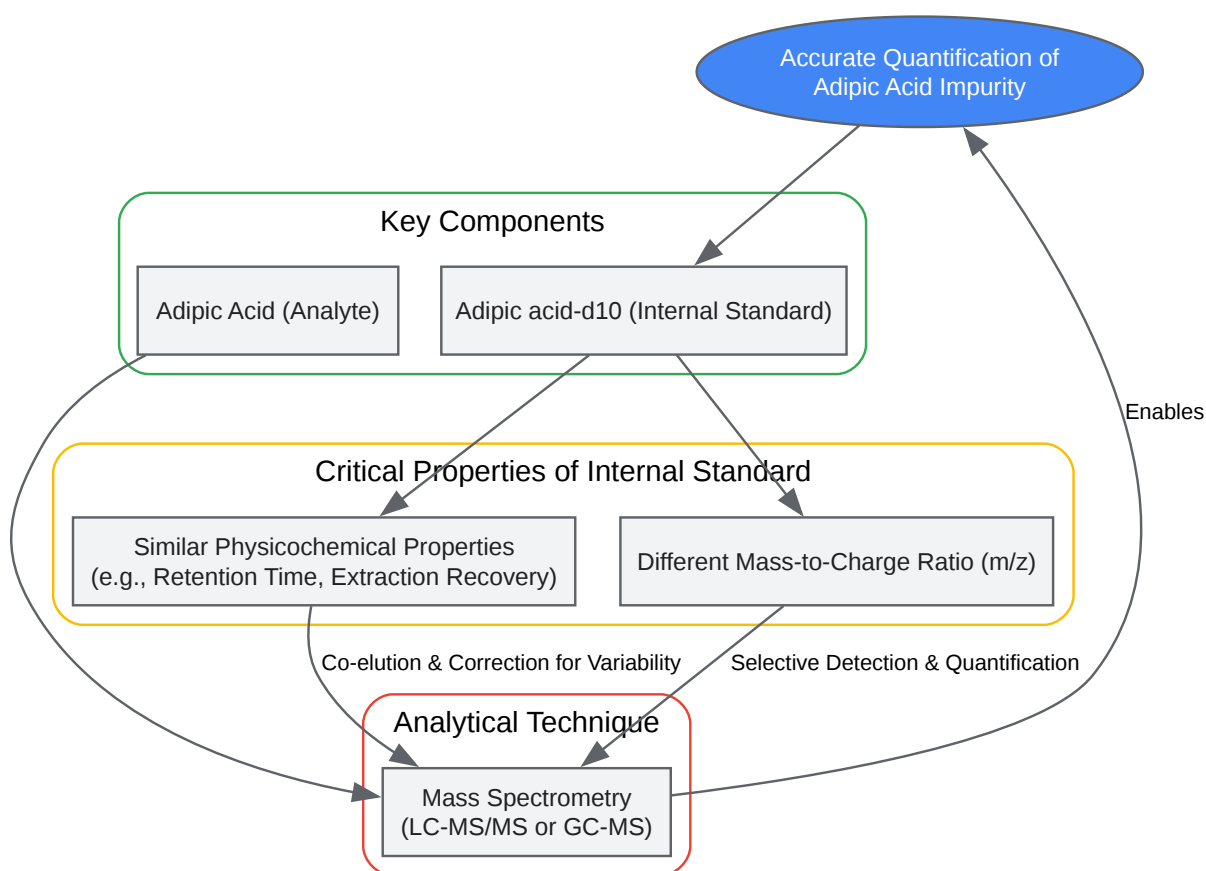 Accurate Quantification of
Adipic Acid Impurity
Key Components
Adipic Acid (Analyte)
Adipic acid-d10 (Internal Standard)
Enables
Critical Properties of Internal Standard
Similar Physicochemical Properties
(e.g., Retention Time, Extraction Recovery)
Different Mass-to-Charge Ratio (m/z)
Co-elution & Correction for Variability
Selective Detection & Quantification
Analytical Technique
Mass Spectrometry
(LC-MS/MS or GC-MS)